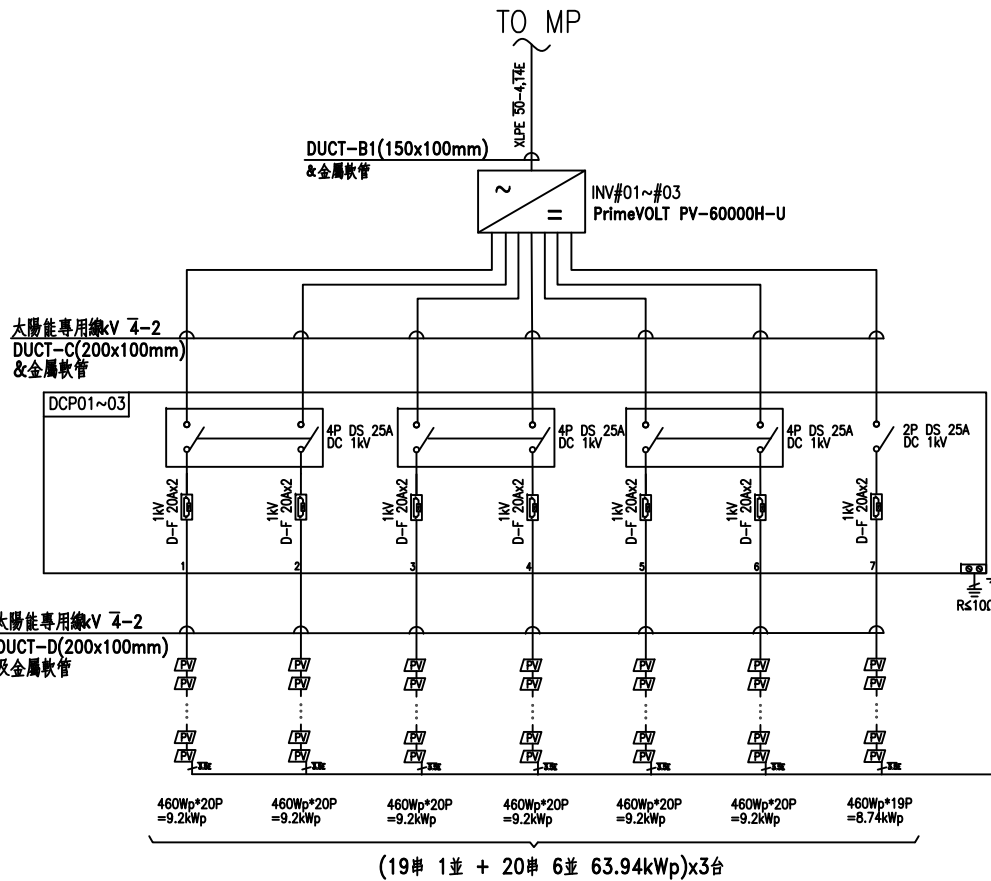 TO MP
XLPE 50-4,14E
DUCT-B1(150x100mm)
&金屬軟管
INV#01~#03
PrimeVOLT PV-60000H-U
太陽能專用線kV 4-2
DUCT-C(200x100mm)
&金屬軟管
DCP01~03
4P DS 25A
DC 1kV
4P DS 25A
DC 1kV
4P DS 25A
DC 1kV
2P DS 25A
DC 1kV
1kV
D-F 20Ax2
1kV
D-F 20Ax2
1kV
D-F 20Ax2
1kV
D-F 20Ax2
1kV
D-F 20Ax2
1kV
D-F 20Ax2
1kV
D-F 20Ax2
1 2 3 4 5 6 7
R≤10Ω
太陽能專用線kV 4-2
DUCT-D(200x100mm)
及金屬軟管
PV PV PV PV PV PV PV
PV PV PV PV PV PV PV
PV PV PV PV PV PV PV
PV PV PV PV PV PV PV
460Wp*20P 460Wp*20P 460Wp*20P 460Wp*20P 460Wp*20P 460Wp*20P 460Wp*19P
=9.2kWp =9.2kWp =9.2kWp =9.2kWp =9.2kWp =9.2kWp =8.74kWp
(19串 1並 + 20串 6並 63.94kWp)x3台